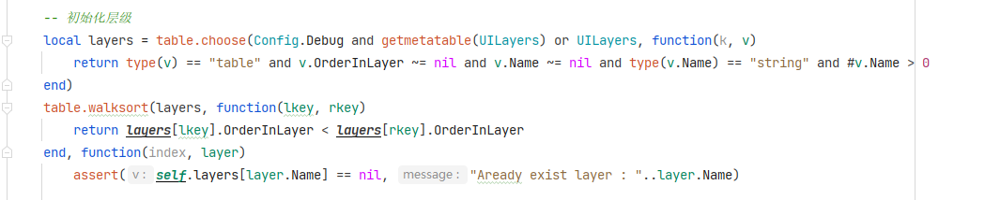 -- 初始化层级
local layers = table.choose(Config.Debug and getmetatable(UILayers) or UILayers, function(k, v)
return type(v) == "table" and v.OrderInLayer ~= nil and v.Name ~= nil and type(v.Name) == "string" and #v.Name > 0
end)
table.walksort(layers, function(lkey, rkey)
return layers[lkey].OrderInLayer < layers[rkey].OrderInLayer
end, function(index, layer)
assert( v: self.layers[layer.Name] == nil, message: "Aready exist layer : "..layer.Name)